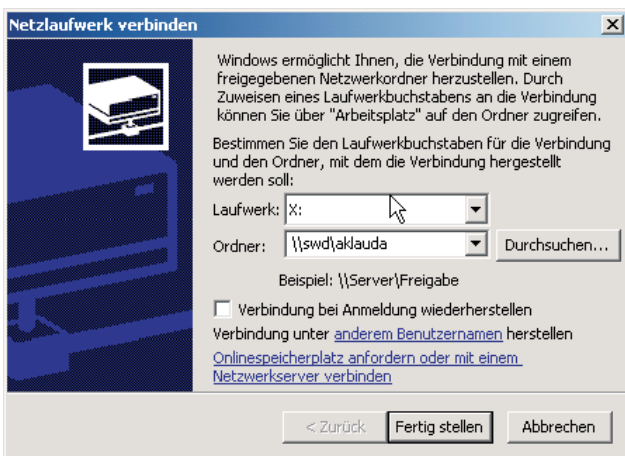 Netzlaufwerk verbinden
Windows ermöglicht Ihnen, die Verbindung mit einem
freigegebenen Netzwerkordner herzustellen. Durch
Zuweisen eines Laufwerkbuchstabens an die Verbindung
können Sie über "Arbeitsplatz" auf den Ordner zugreifen.
Bestimmen Sie den Laufwerkbuchstaben für die Verbindung
und den Ordner, mit dem die Verbindung hergestellt
werden soll:
Laufwerk: X:
Ordner: \\swd\aklauda Durchsuchen...
Beispiel: \\Server\Freigabe
Verbindung bei Anmeldung wiederherstellen
Verbindung unter anderem Benutzernamen herstellen
Onlinespeicherplatz anfordern oder mit einem
Netzwerkserver verbinden
< Zurück Fertig stellen Abbrechen